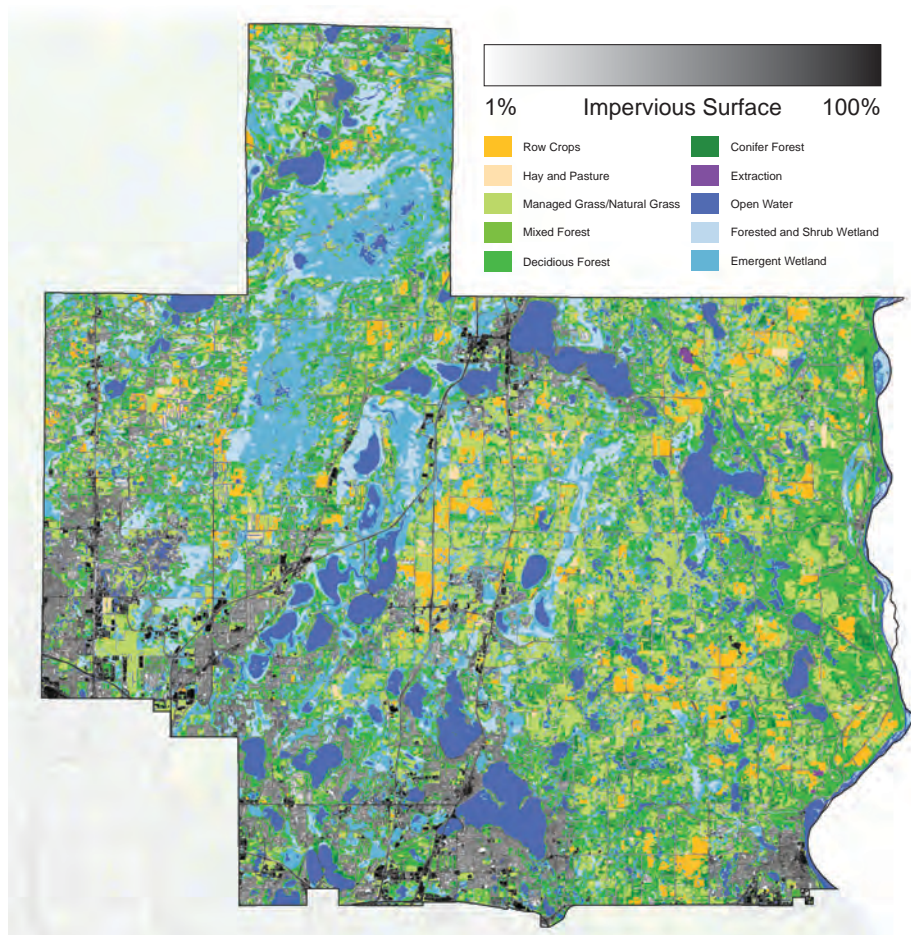 1% Impervious Surface 100%
Row Crops
Hay and Pasture
Managed Grass/Natural Grass
Mixed Forest
Decidious Forest
Conifer Forest
Extraction
Open Water
Forested and Shrub Wetland
Emergent Wetland